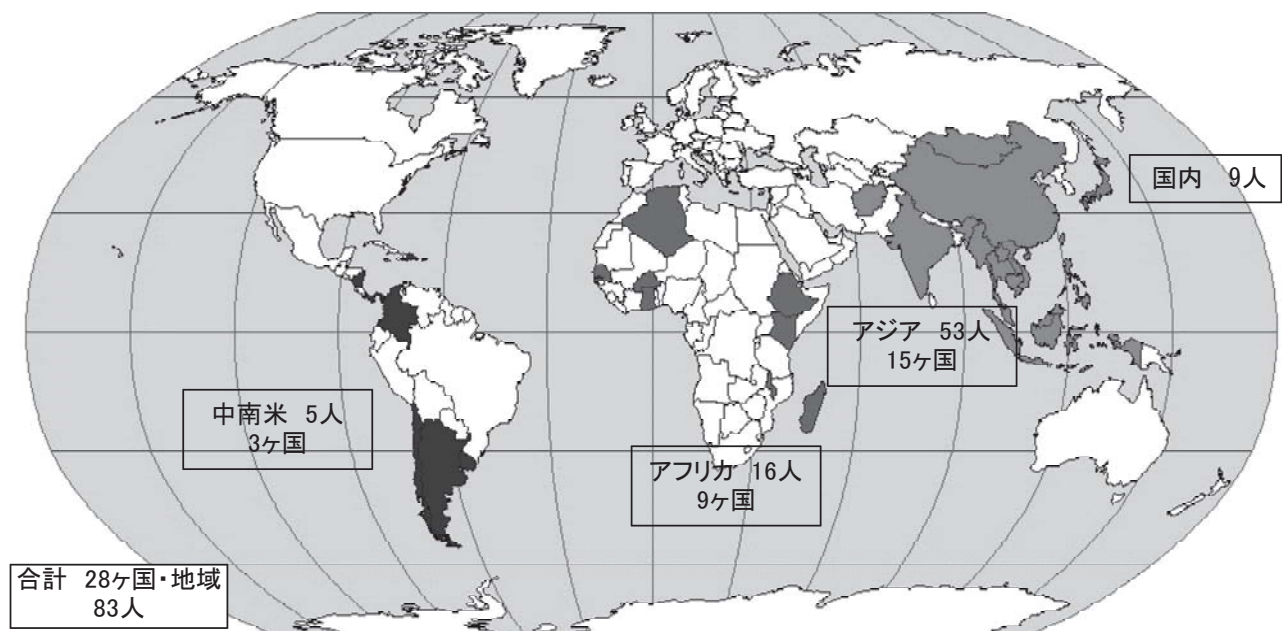 国内 9人
アジア 53人
15ヶ国
中南米 5人
3ヶ国
アフリカ 16人
9ヶ国
合計 28ヶ国・地域
83人